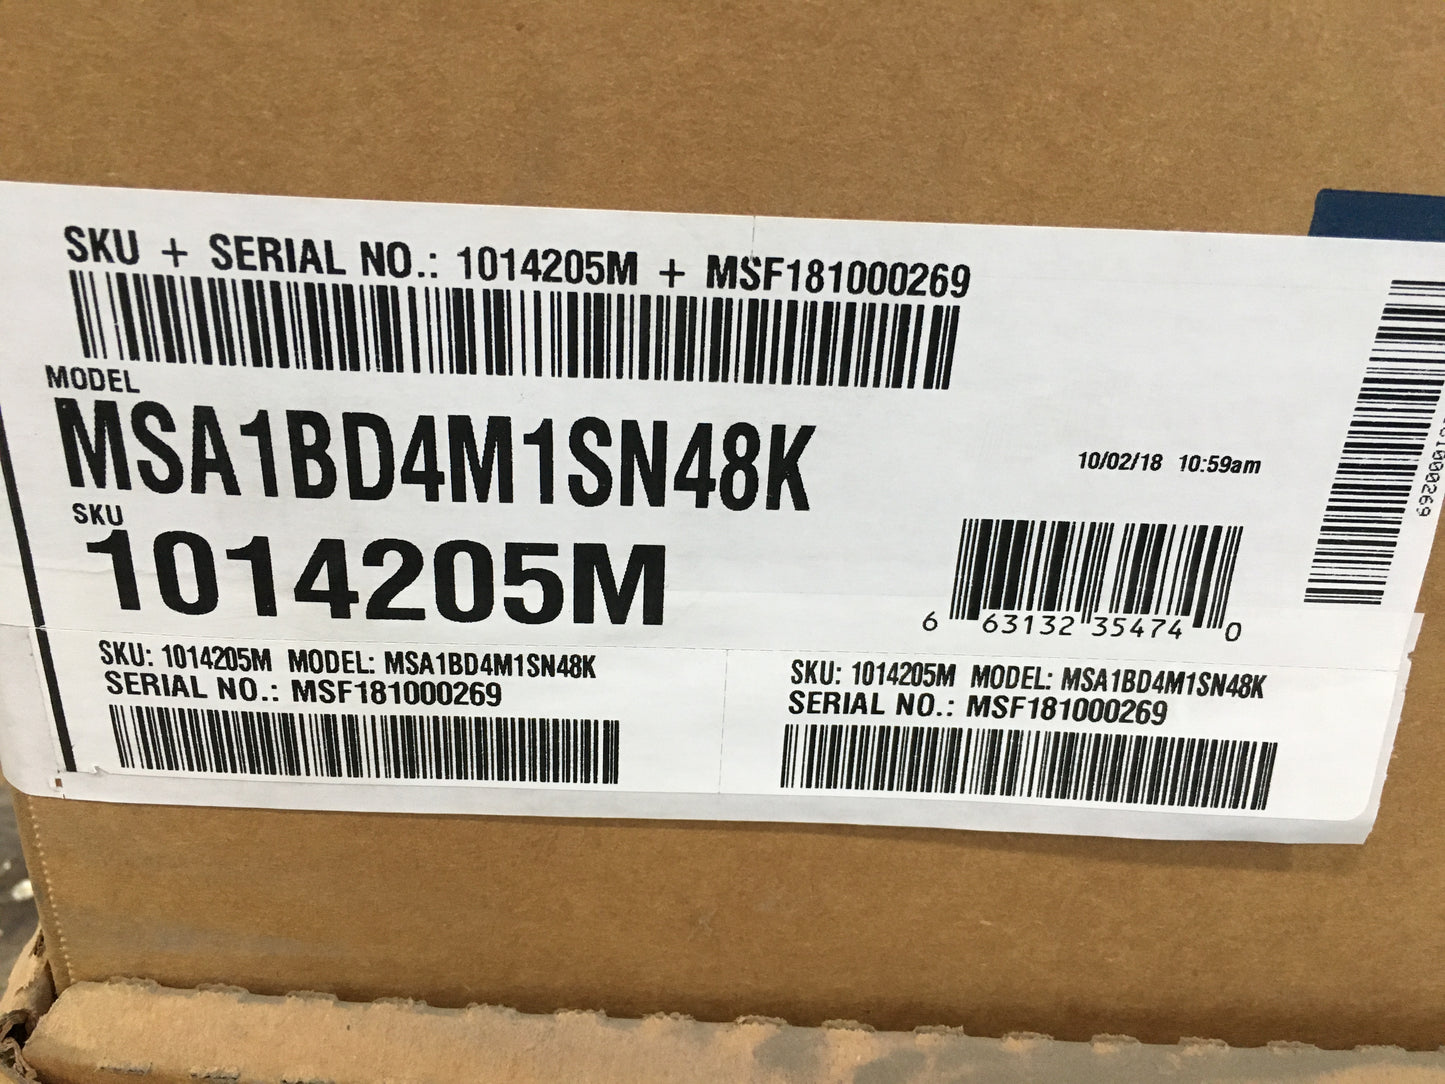 SKU + SERIAL NO.: 1014205M + MSF181000269
MODEL
MSA1BD4M1SN48K
10/02/18 10:59am
SKU
1014205M
6 63132 35474 0
SKU: 1014205M MODEL: MSA1BD4M1SN48K
SERIAL NO.: MSF181000269
SKU: 1014205M MODEL: MSA1BD4M1SN48K
SERIAL NO.: MSF181000269